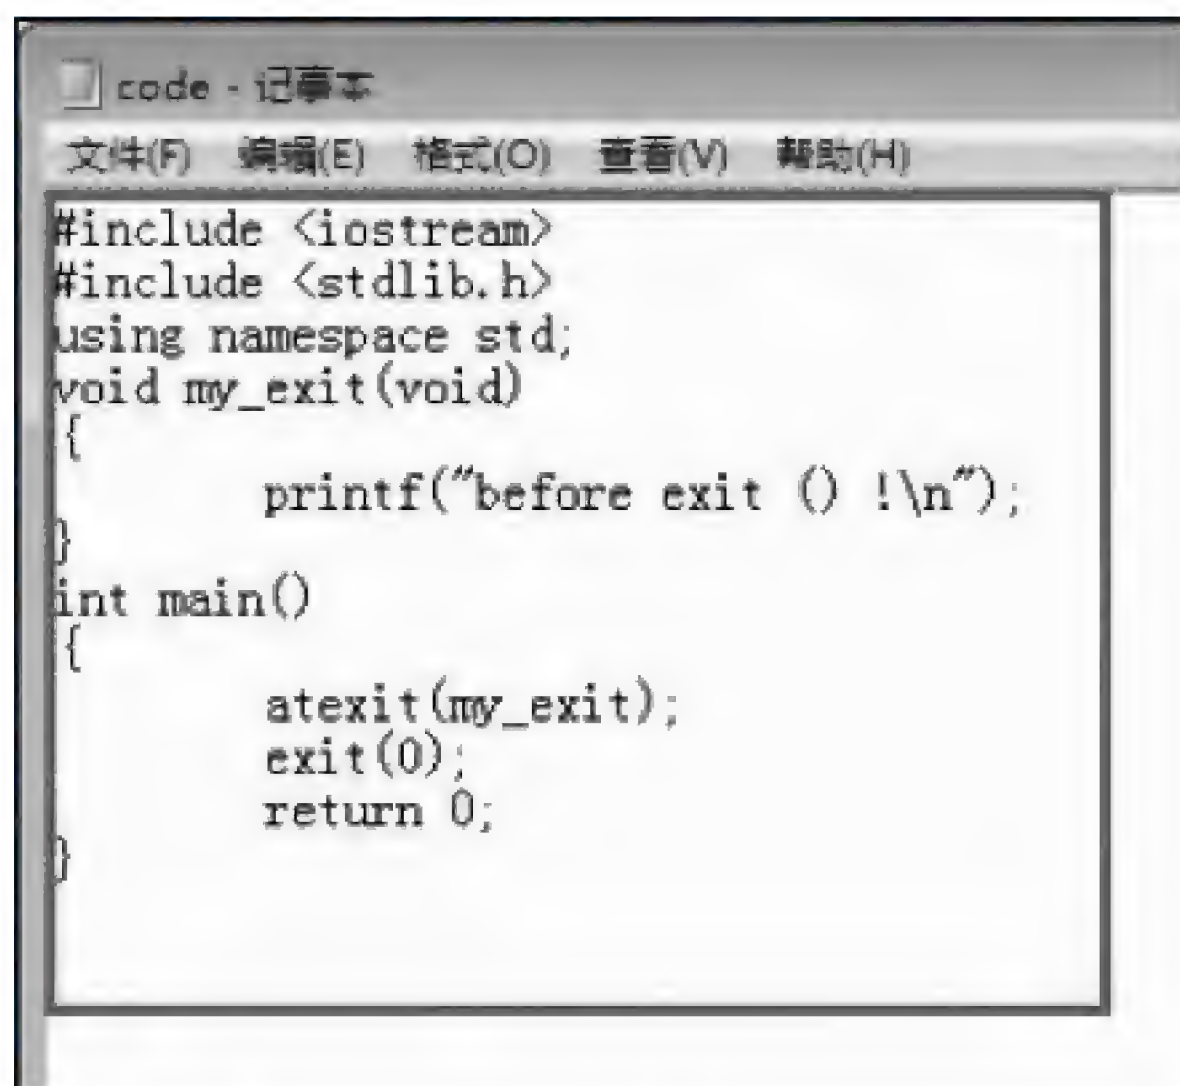 code - 记事本
文件(F) 编辑(E) 格式(O) 查看(V) 帮助(H)
#include <iostream>
#include <stdlib.h>
using namespace std;
void my_exit(void)
{
printf("before exit () !\n");
}
int main()
{
atexit(my_exit);
exit(0);
return 0;
}